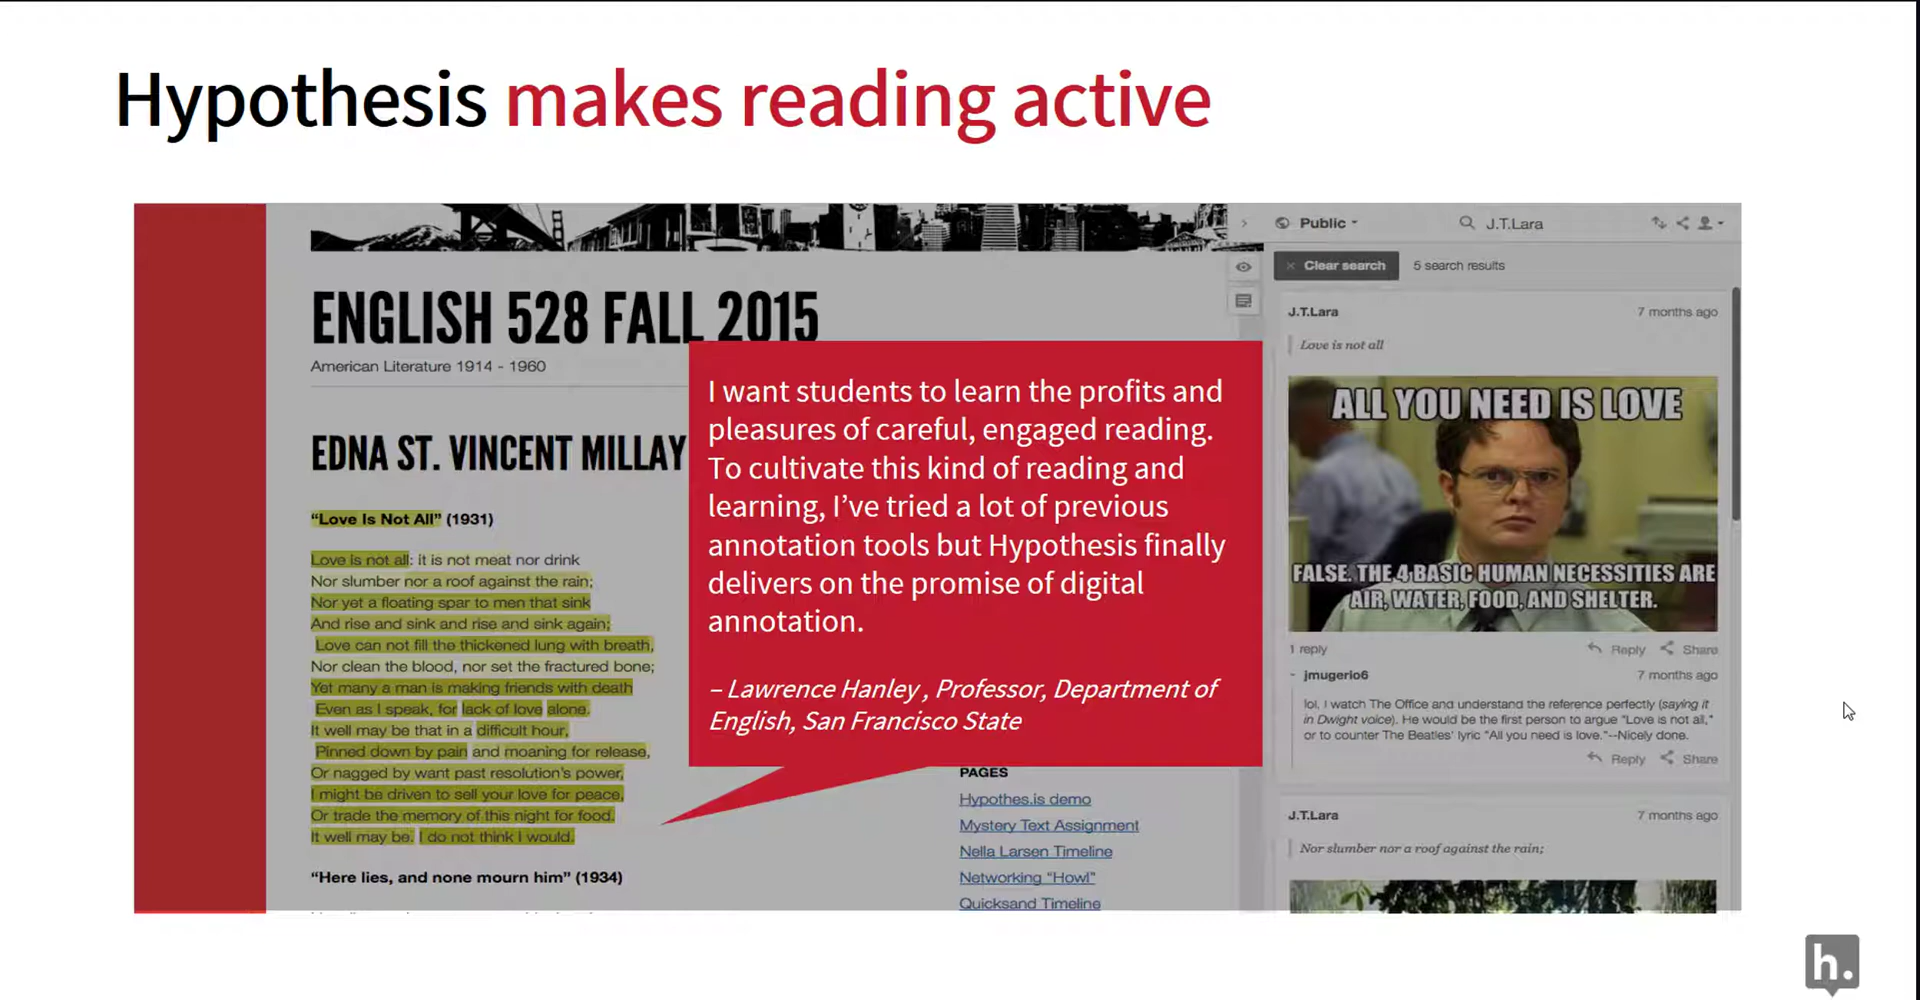 Hypothesis makes reading active
ENGLISH 528 FALL 2015
American Literature 1914 - 1960
EDNA ST. VINCENT MILLAY
“Love Is Not All” (1931)
Love is not all: it is not meat nor drink
Nor slumber nor a roof against the rain;
Nor yet a floating spar to men that sink
And rise and sink and rise and sink again;
Love can not fill the thickened lung with breath,
Nor clean the blood, nor set the fractured bone;
Yet many a man is making friends with death
Even as I speak, for lack of love alone.
It well may be that in a difficult hour,
Pinned down by pain and moaning for release,
Or nagged by want past resolution’s power,
I might be driven to sell your love for peace,
Or trade the memory of this night for food.
It well may be. I do not think I would.
“Here lies, and none mourn him” (1934)
I want students to learn the profits and
pleasures of careful, engaged reading.
To cultivate this kind of reading and
learning, I’ve tried a lot of previous
annotation tools but Hypothesis finally
delivers on the promise of digital
annotation.
– Lawrence Hanley , Professor, Department of
English, San Francisco State
PAGES
Hypothes.is demo
Mystery Text Assignment
Nella Larsen Timeline
Networking “Howl”
Quicksand Timeline
Public J.T.Lara
× Clear search 5 search results
J.T.Lara 7 months ago
Love is not all
ALL YOU NEED IS LOVE
FALSE. THE 4 BASIC HUMAN NECESSITIES ARE
AIR, WATER, FOOD, AND SHELTER.
1 reply Reply Share
jmugerio6 7 months ago
lol, I watch The Office and understand the reference perfectly (saying it
in Dwight voice). He would be the first person to argue "Love is not all,"
or to counter The Beatles' lyric "All you need is love."--Nicely done.
Reply Share
J.T.Lara 7 months ago
Nor slumber nor a roof against the rain;
h.